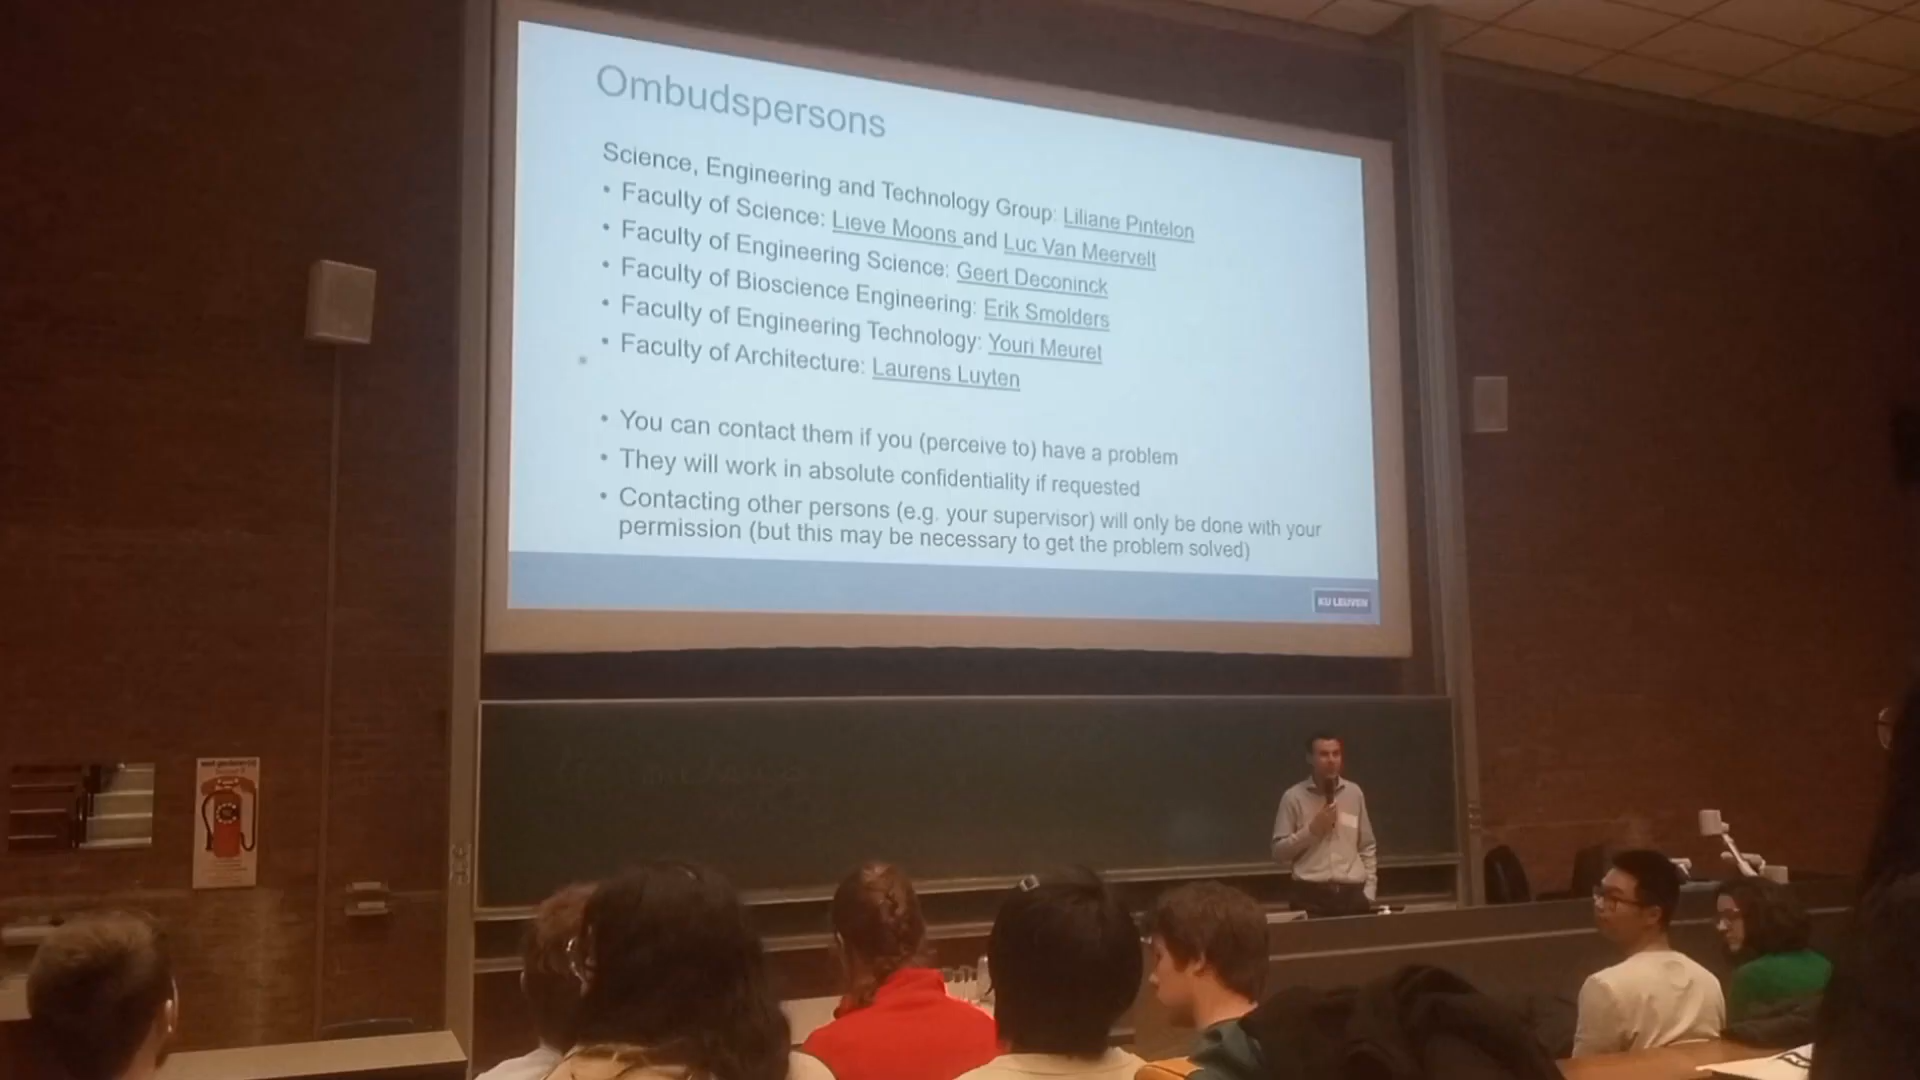 Ombudspersons
Science, Engineering and Technology Group: Liliane Pintelon
• Faculty of Science: Lieve Moons and Luc Van Meervelt
• Faculty of Engineering Science: Geert Deconinck
• Faculty of Bioscience Engineering: Erik Smolders
• Faculty of Engineering Technology: Youri Meuret
• Faculty of Architecture: Laurens Luyten
• You can contact them if you (perceive to) have a problem
• They will work in absolute confidentiality if requested
• Contacting other persons (e.g. your supervisor) will only be done with your
permission (but this may be necessary to get the problem solved)
KU LEUVEN